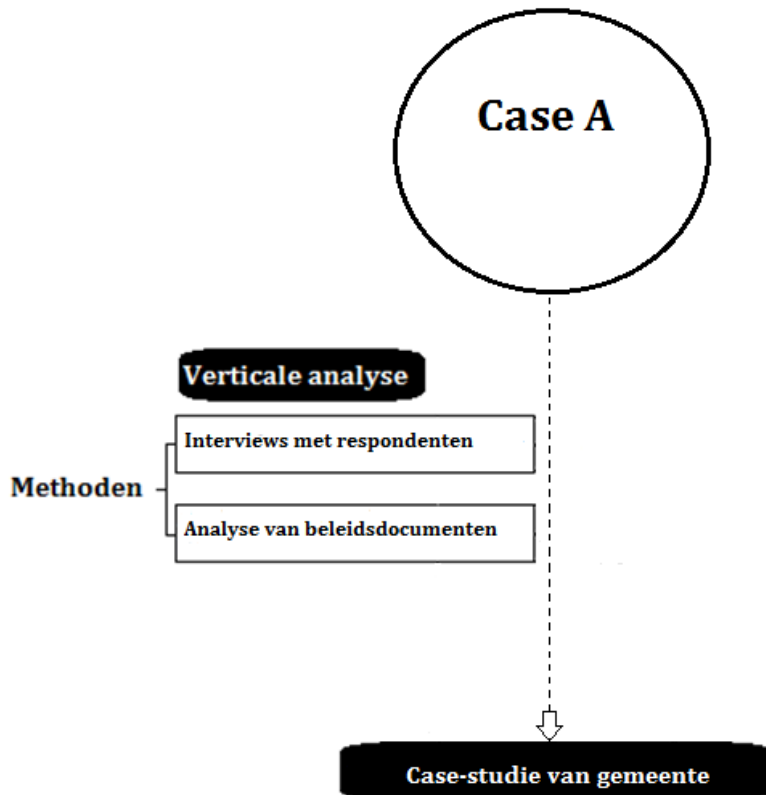 Case A
Verticale analyse
Interviews met respondenten
Methoden
Analyse van beleidsdocumenten
Case-studie van gemeente